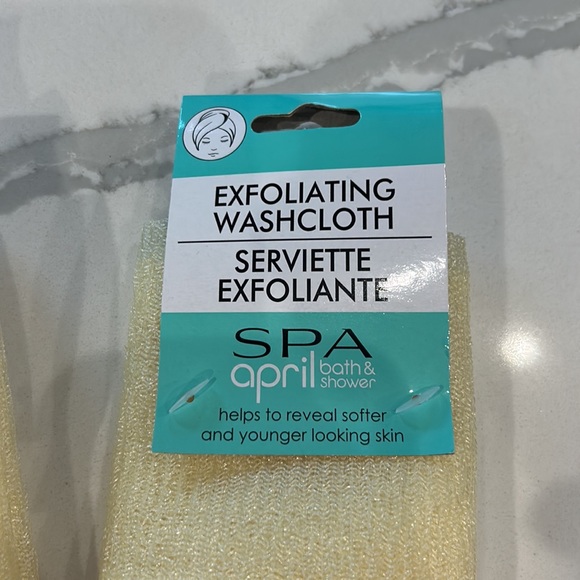 EXFOLIATING
WASHCLOTH
SERVIETTE
EXFOLIANTE
SPA
april bath &
shower
helps to reveal softer
and younger looking skin